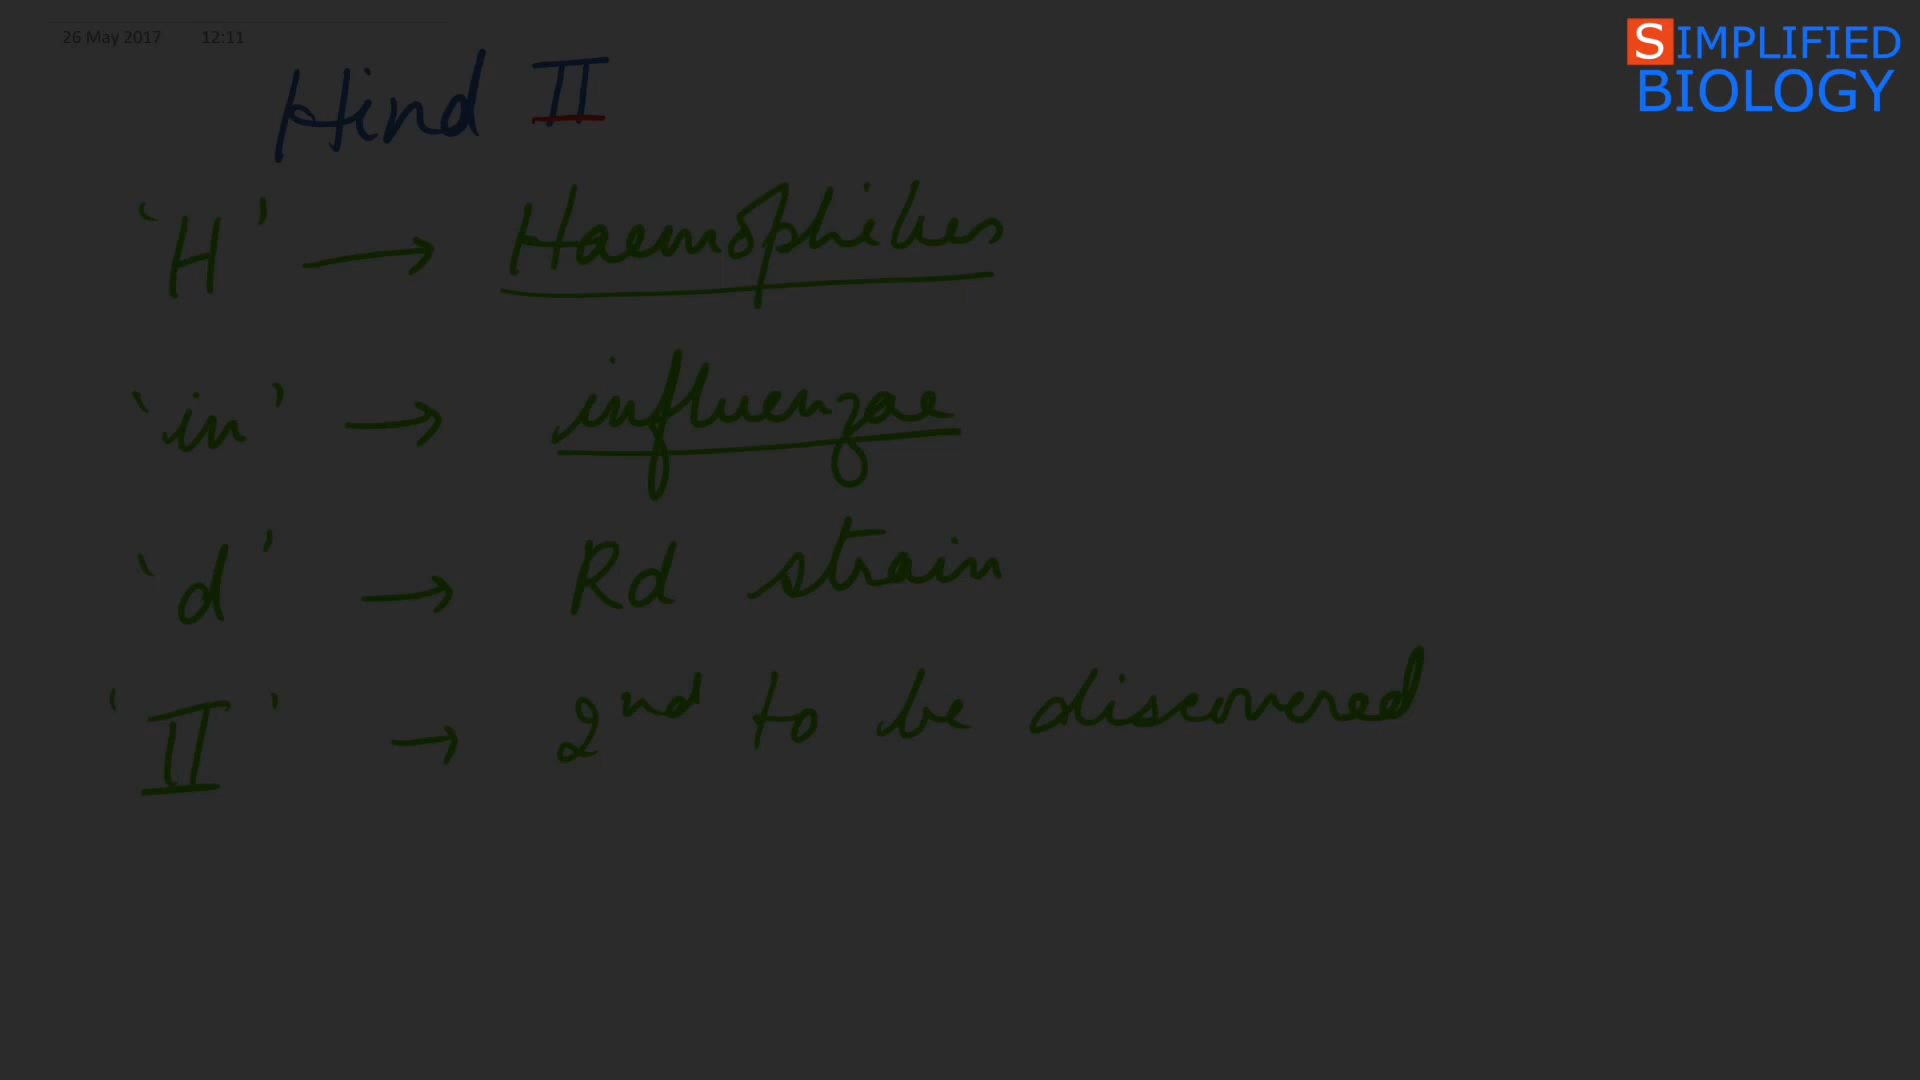 26 May 2017 12:11
SIMPLIFIED
BIOLOGY
Hind II
'H' → Haemophilus
'in' → influenzae
'd' → Rd strain
'II' → 2nd to be discovered